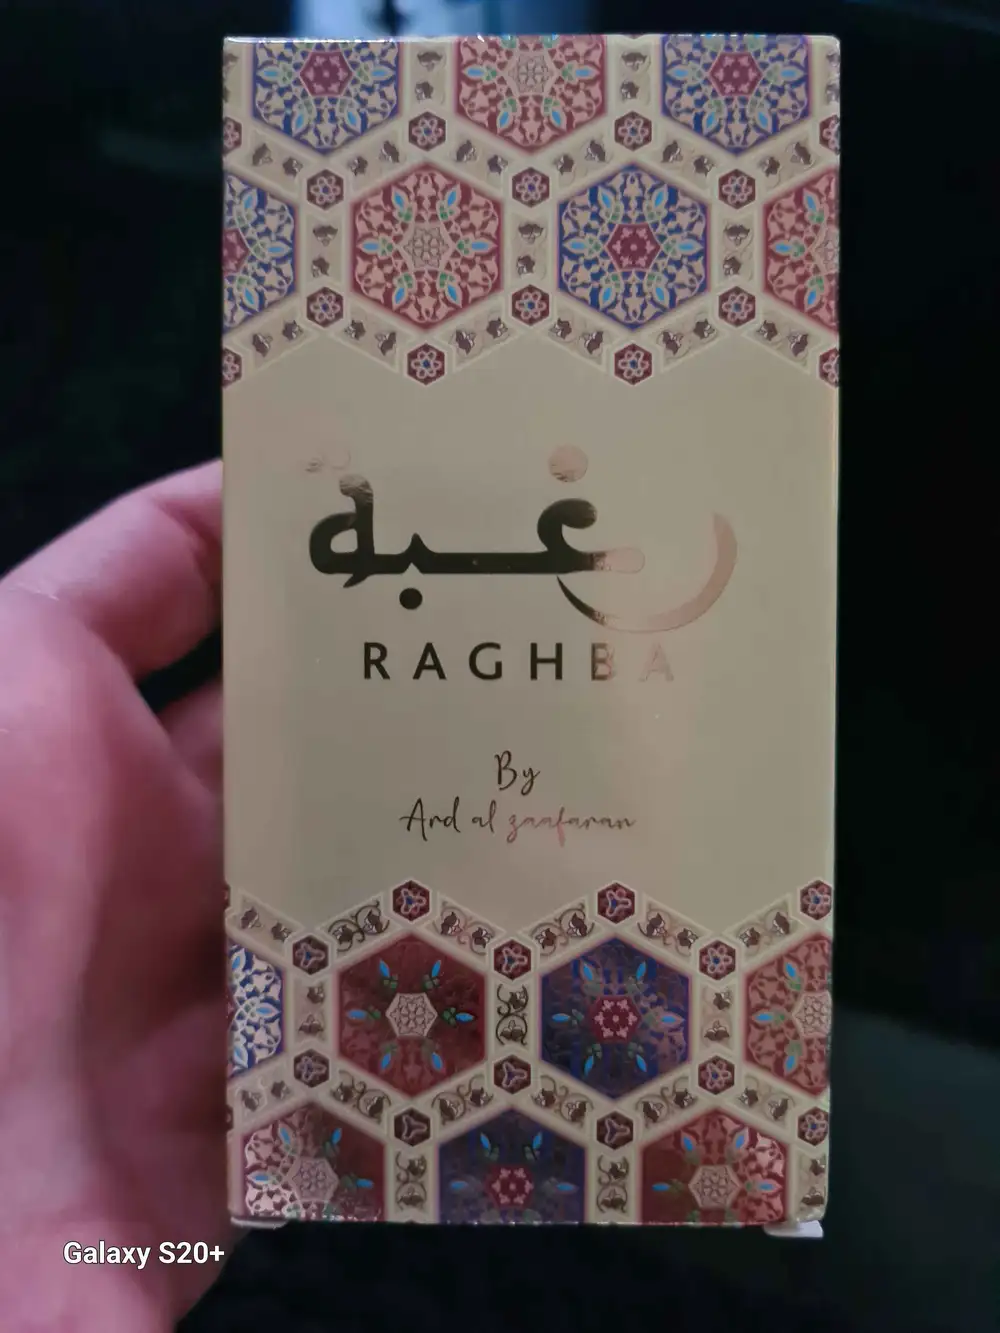 رغبة
RAGHBA
By
Ard al zaafaran
Galaxy S20+